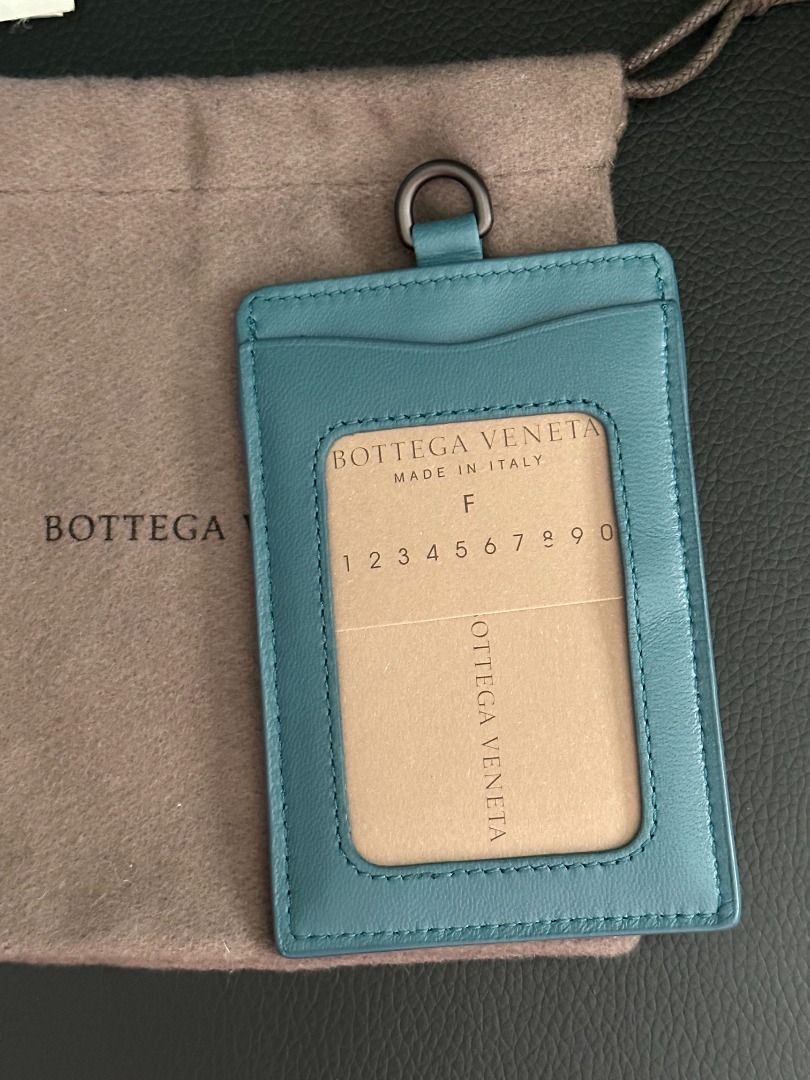 BOTTEGA
BOTTEGA VENETA
MADE IN ITALY
F
1 2 3 4 5 6 7 8 9 0
BOTTEGA VENETA